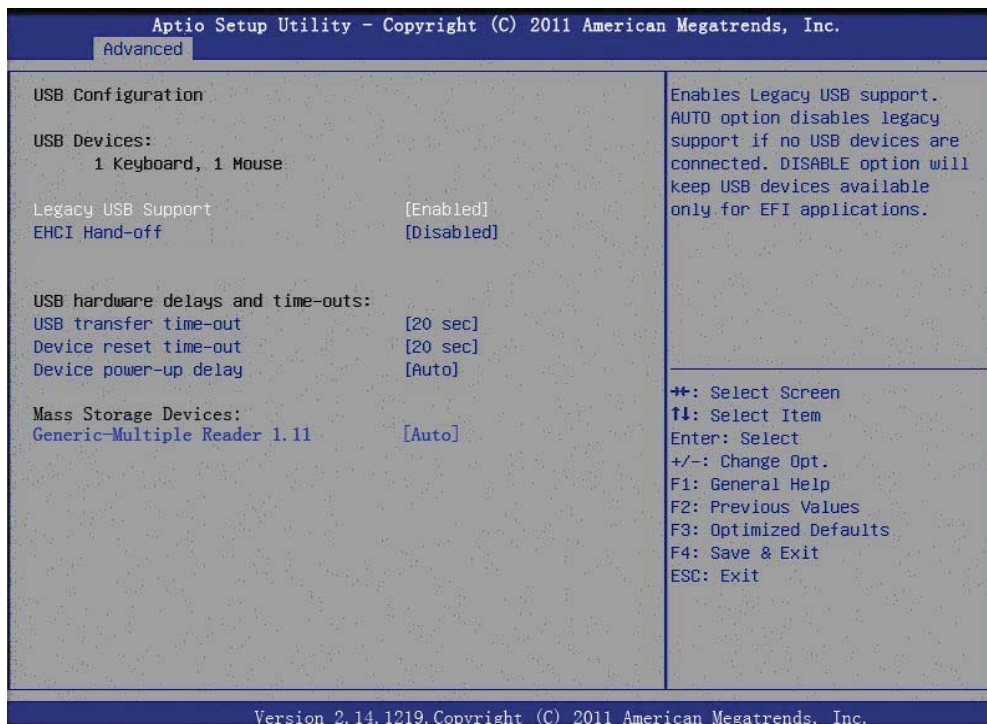 Aptio Setup Utility - Copyright (C) 2011 American Megatrends, Inc.
Advanced
USB Configuration
USB Devices:
1 Keyboard, 1 Mouse
Legacy USB Support [Enabled]
EHCI Hand-off [Disabled]
USB hardware delays and time-outs:
USB transfer time-out [20 sec]
Device reset time-out [20 sec]
Device power-up delay [Auto]
Mass Storage Devices:
Generic-Multiple Reader 1.11 [Auto]
Enables Legacy USB support.
AUTO option disables legacy
support if no USB devices are
connected. DISABLE option will
keep USB devices available
only for EFI applications.
→←: Select Screen
↑↓: Select Item
Enter: Select
+/-: Change Opt.
F1: General Help
F2: Previous Values
F3: Optimized Defaults
F4: Save & Exit
ESC: Exit
Version 2.14.1219. Copyright (C) 2011 American Megatrends, Inc.